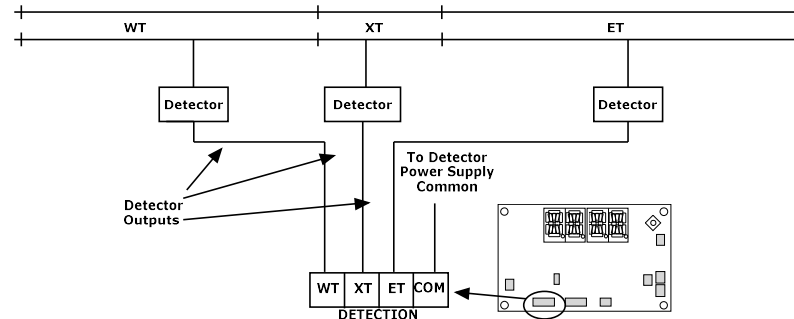 WT XT ET
Detector Detector Detector
To Detector
Power Supply
Common
Detector
Outputs
WT XT ET COM
DETECTION